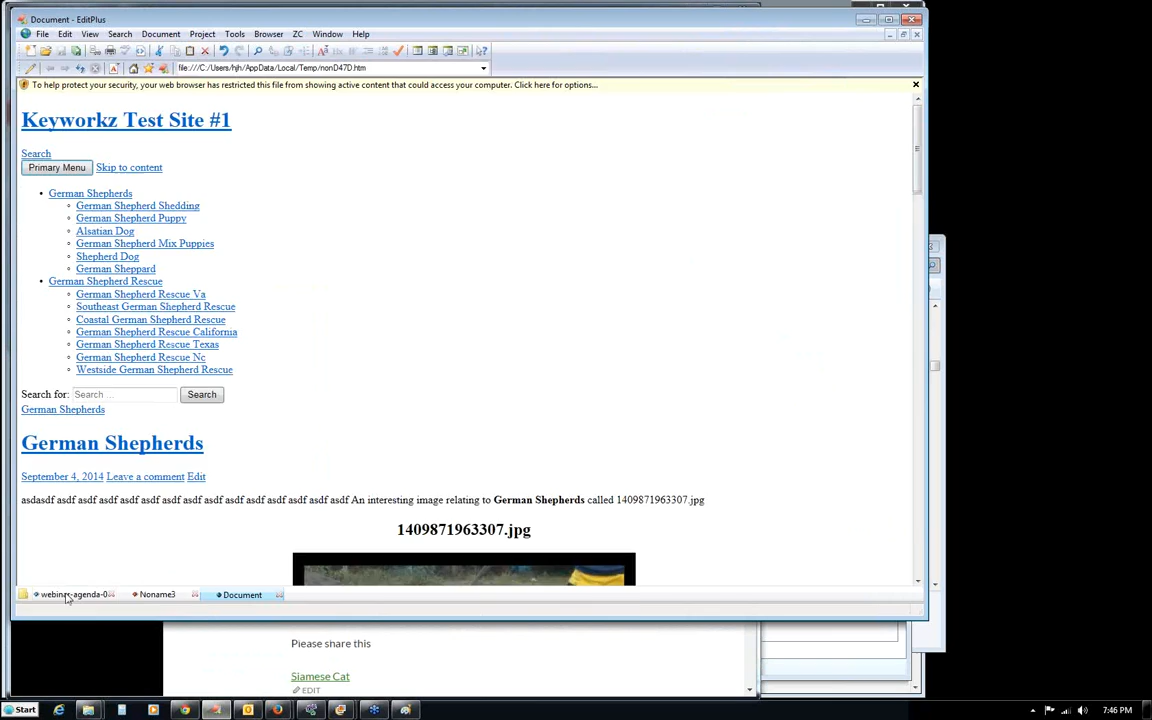 Document - EditPlus
File Edit View Search Document Project Tools Browser ZC Window Help
file:///C:/Users/hjh/AppData/Local/Temp/nonD47D.htm
To help protect your security, your web browser has restricted this file from showing active content that could access your computer. Click here for options...
Keyworkz Test Site #1
Search
Primary Menu Skip to content
German Shepherds
German Shepherd Shedding
German Shepherd Puppy
Alsatian Dog
German Shepherd Mix Puppies
Shepherd Dog
German Sheppard
German Shepherd Rescue
German Shepherd Rescue Va
Southeast German Shepherd Rescue
Coastal German Shepherd Rescue
German Shepherd Rescue California
German Shepherd Rescue Texas
German Shepherd Rescue Nc
Westside German Shepherd Rescue
Search for: Search ... Search
German Shepherds
German Shepherds
September 4, 2014 Leave a comment Edit
asdasdf asdf asdf asdf asdf asdf asdf asdf asdf asdf asdf asdf asdf An interesting image relating to German Shepherds called 1409871963307.jpg
1409871963307.jpg
webinar-agenda-0 Noname3 Document
Please share this
Siamese Cat
EDIT
Start 7:46 PM